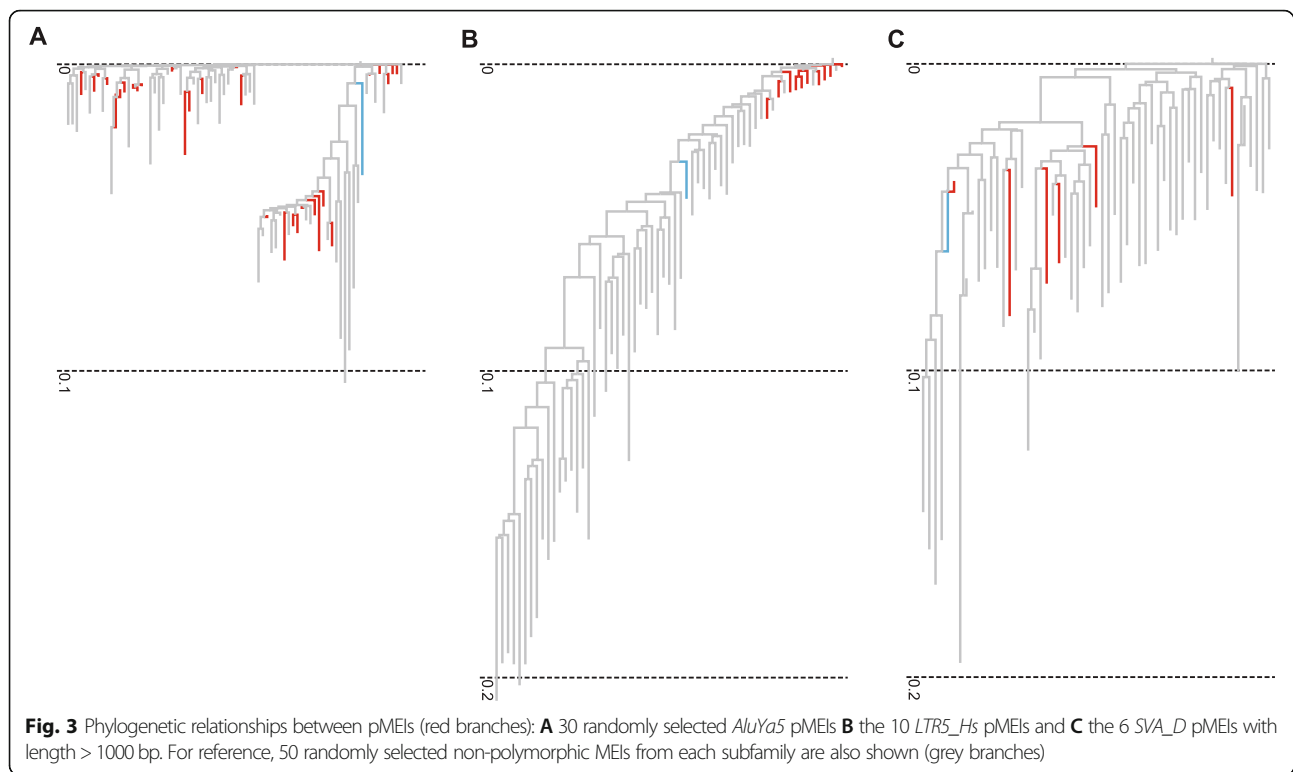 A
B
C
0
0
0
0.1
0.1
0.1
0.2
0.2
Fig. 3 Phylogenetic relationships between pMEIs (red branches): A 30 randomly selected AluYa5 pMEIs B the 10 LTR5_Hs pMEIs and C the 6 SVA_D pMEIs with
length > 1000 bp. For reference, 50 randomly selected non-polymorphic MEIs from each subfamily are also shown (grey branches)